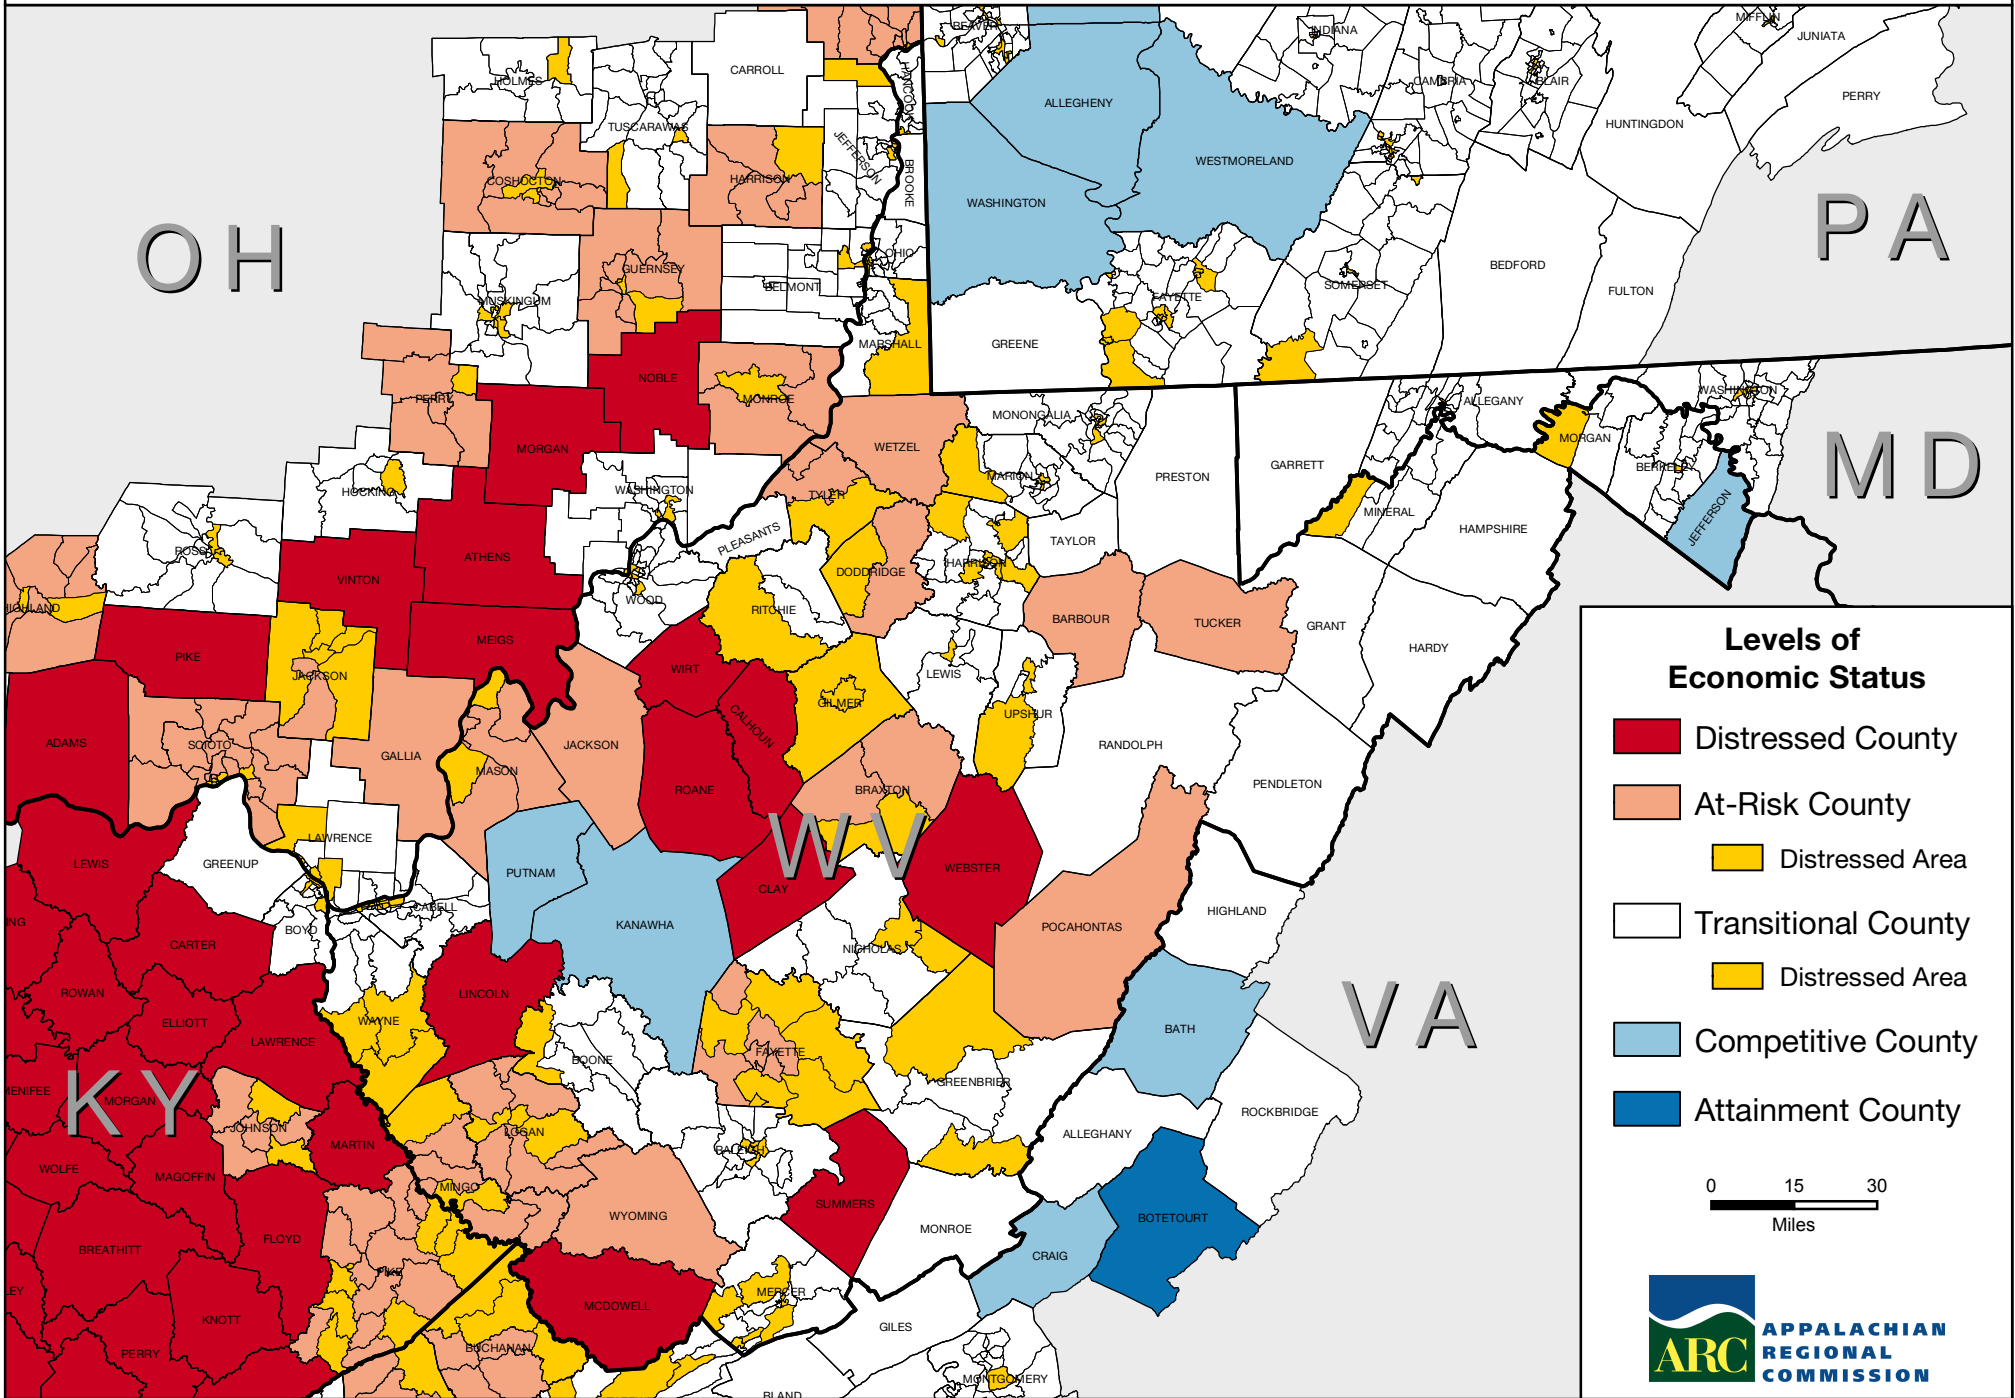 BEAVER
INDIANA
MIFFLIN
JUNIATA
HOLMES
CARROLL
HANCOCK
ALLEGHENY
CAMBRIA
BLAIR
PERRY
TUSCARAWAS
JEFFERSON
HUNTINGDON
COSHOCTON
HARRISON
BROOKE
WASHINGTON
WESTMORELAND
OH
PA
GUERNSEY
BELMONT
OHIO
BEDFORD
FULTON
MUSKINGUM
FAYETTE
SOMERSET
MARSHALL
GREENE
NOBLE
PERRY
MONROE
MONONGALIA
ALLEGANY
WASHINGTON
MORGAN
WETZEL
MORGAN
MD
MARION
PRESTON
GARRETT
BERKELEY
HOCKING
WASHINGTON
TYLER
MINERAL
JEFFERSON
ROSS
ATHENS
PLEASANTS
TAYLOR
HAMPSHIRE
VINTON
DODDRIDGE
HARRISON
HIGHLAND
WOOD
RITCHIE
BARBOUR
TUCKER
GRANT
HARDY
PIKE
MEIGS
JACKSON
WIRT
LEWIS
GILMER
UPSHUR
ADAMS
SCIOTO
GALLIA
MASON
JACKSON
CALHOUN
RANDOLPH
PENDLETON
ROANE
BRAXTON
LAWRENCE
WV
LEWIS
GREENUP
PUTNAM
CLAY
WEBSTER
HIGHLAND
ING
BOYD
CABELL
KANAWHA
POCAHONTAS
CARTER
NICHOLAS
ROWAN
LINCOLN
ELLIOTT
WAYNE
BATH
VA
LAWRENCE
BOONE
FAYETTE
MENIFEE
KY
MORGAN
GREENBRIER
ROCKBRIDGE
JOHNSON
LOGAN
ALLEGHANY
MARTIN
RALEIGH
WOLFE
MAGOFFIN
MINGO
SUMMERS
WYOMING
MONROE
BOTETOURT
BREATHITT
FLOYD
CRAIG
PIKE
LEY
MERCER
MCDOWELL
KNOTT
GILES
PERRY
BUCHANAN
MONTGOMERY
BLAND
Levels of
Economic Status
Distressed County
At-Risk County
Distressed Area
Transitional County
Distressed Area
Competitive County
Attainment County
0 15 30
Miles
ARC
APPALACHIAN
REGIONAL
COMMISSION